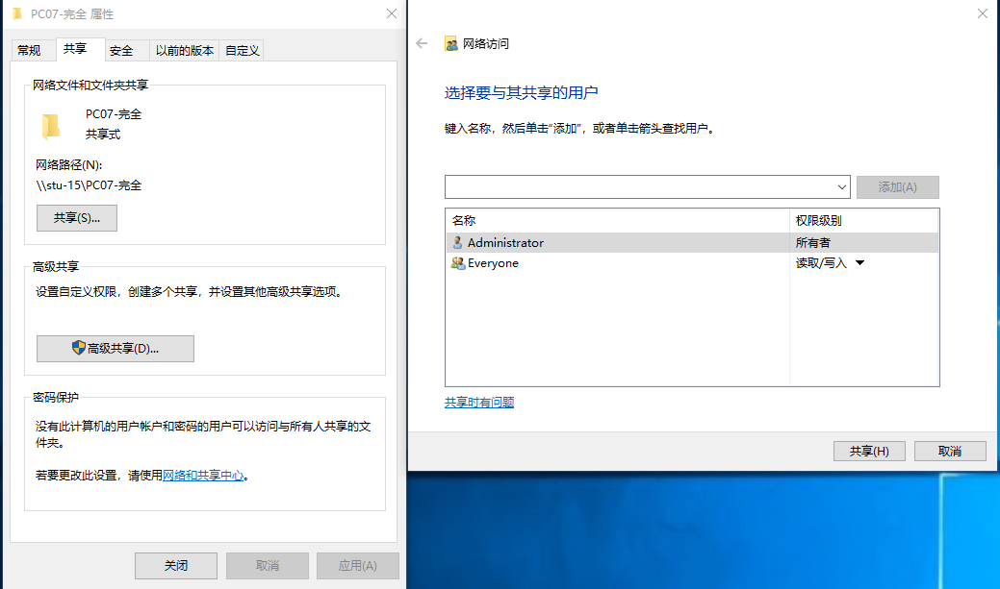 PC07-完全 属性
常规
共享
安全
以前的版本
自定义
网络文件和文件夹共享
PC07-完全
共享式
网络路径(N):
\\stu-15\PC07-完全
共享(S)...
高级共享
设置自定义权限，创建多个共享，并设置其他高级共享选项。
高级共享(D)...
密码保护
没有此计算机的用户帐户和密码的用户可以访问与所有人共享的文
件夹。
若要更改此设置，请使用网络和共享中心。
关闭
取消
应用(A)
网络访问
选择要与其共享的用户
键入名称，然后单击“添加”，或者单击箭头查找用户。
添加(A)
名称 权限级别
Administrator 所有者
Everyone 读取/写入
共享时有问题
共享(H)
取消